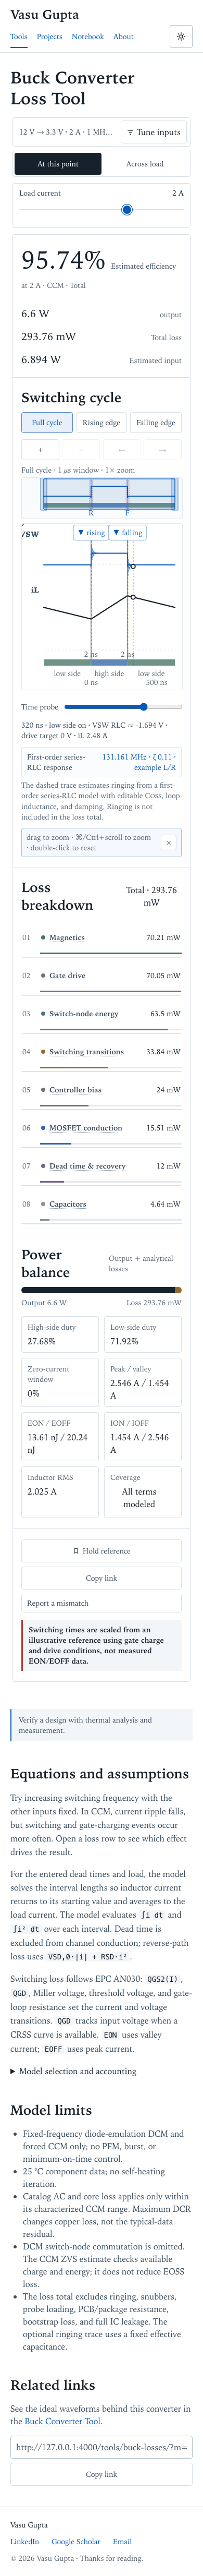 Vasu Gupta
Tools Projects Notebook About
Buck Converter
Loss Tool
12 V → 3.3 V · 2 A · 1 MH…
Tune inputs
At this point
Across load
Load current
2 A
95.74% Estimated efficiency
at 2 A · CCM · Total
6.6 W output
293.76 mW Total loss
6.894 W Estimated input
Switching cycle
Full cycle
Rising edge
Falling edge
+ − ← →
Full cycle · 1 µs window · 1× zoom
R F
VSW
▼ rising ▼ falling
iL
2 ns 2 ns
low side high side low side
0 ns 500 ns
Time probe
320 ns · low side on · VSW RLC = -1.694 V ·
drive target 0 V · iL 2.48 A
First-order series-
RLC response
131.161 MHz · ζ 0.11 ·
example L/R
The dashed trace estimates ringing from a first-
order series-RLC model with editable Coss, loop
inductance, and damping. Ringing is not
included in the loss total.
drag to zoom · ⌘/Ctrl+scroll to zoom
· double-click to reset
×
Loss
breakdown
Total · 293.76
mW
01 Magnetics 70.21 mW
02 Gate drive 70.05 mW
03 Switch-node energy 63.5 mW
04 Switching transitions 33.84 mW
05 Controller bias 24 mW
06 MOSFET conduction 15.51 mW
07 Dead time & recovery 12 mW
08 Capacitors 4.64 mW
Power
balance
Output + analytical
losses
Output 6.6 W Loss 293.76 mW
High-side duty
27.68%
Low-side duty
71.92%
Zero-current
window
0%
Peak / valley
2.546 A / 1.454
A
EON / EOFF
13.61 nJ / 20.24
nJ
ION / IOFF
1.454 A / 2.546
A
Inductor RMS
2.025 A
Coverage
All terms
modeled
Hold reference
Copy link
Report a mismatch
Switching times are scaled from an
illustrative reference using gate charge
and drive conditions, not measured
EON/EOFF data.
Verify a design with thermal analysis and
measurement.
Equations and assumptions
Try increasing switching frequency with the
other inputs fixed. In CCM, current ripple falls,
but switching and gate-charging events occur
more often. Open a loss row to see which effect
drives the result.
For the entered dead times and load, the model
solves the interval lengths so inductor current
returns to its starting value and averages to the
load current. The model evaluates ∫i dt and
∫i² dt over each interval. Dead time is
excluded from channel conduction; reverse-path
loss uses VSD,0·|i| + RSD·i² .
Switching loss follows EPC AN030: QGS2(I) ,
QGD , Miller voltage, threshold voltage, and gate-
loop resistance set the current and voltage
transitions. QGD tracks input voltage when a
CRSS curve is available. EON uses valley
current; EOFF uses peak current.
▶ Model selection and accounting
Model limits
• Fixed-frequency diode-emulation DCM and
forced CCM only; no PFM, burst, or
minimum-on-time control.
• 25 °C component data; no self-heating
iteration.
• Catalog AC and core loss applies only within
its characterized CCM range. Maximum DCR
changes copper loss, not the typical-data
residual.
• DCM switch-node commutation is omitted.
The CCM ZVS estimate checks available
charge and energy; it does not reduce EOSS
loss.
• The loss total excludes ringing, snubbers,
probe loading, PCB/package resistance,
bootstrap loss, and full IC leakage. The
optional ringing trace uses a fixed effective
capacitance.
Related links
See the ideal waveforms behind this converter in
the Buck Converter Tool.
http://127.0.0.1:4000/tools/buck-losses/?m=
Copy link
Vasu Gupta
LinkedIn Google Scholar Email
© 2026 Vasu Gupta · Thanks for reading.